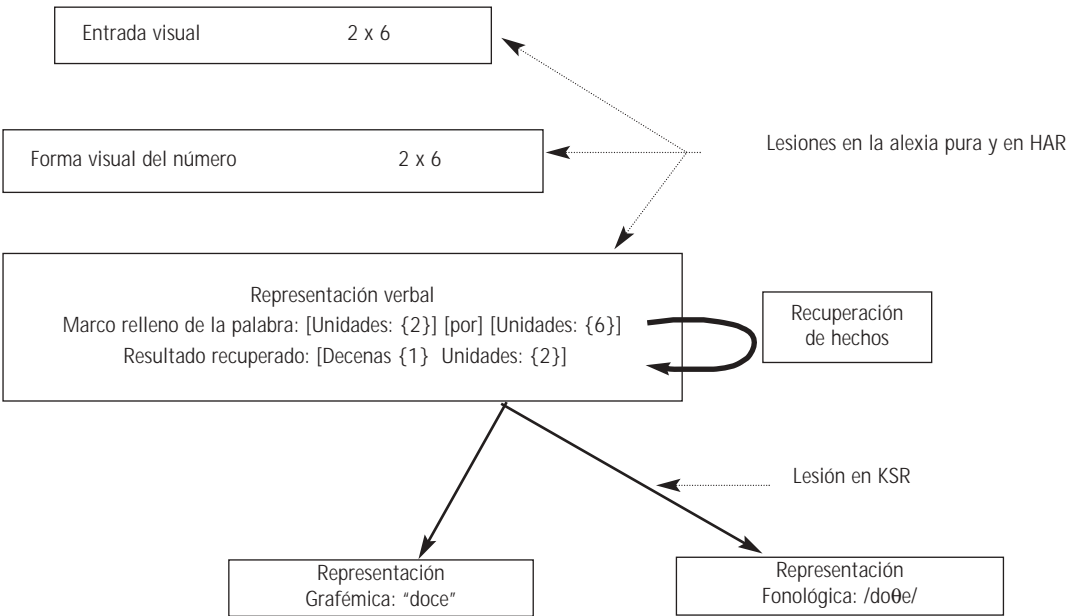 Entrada visual 2 x 6
Lesiones en la alexia pura y en HAR
Forma visual del número 2 x 6
Representación verbal
Marco relleno de la palabra: [Unidades: {2}] [por] [Unidades: {6}]
Resultado recuperado: [Decenas {1} Unidades: {2}]
Recuperación
de hechos
Lesión en KSR
Representación
Grafémica: “doce”
Representación
Fonológica: /doθe/